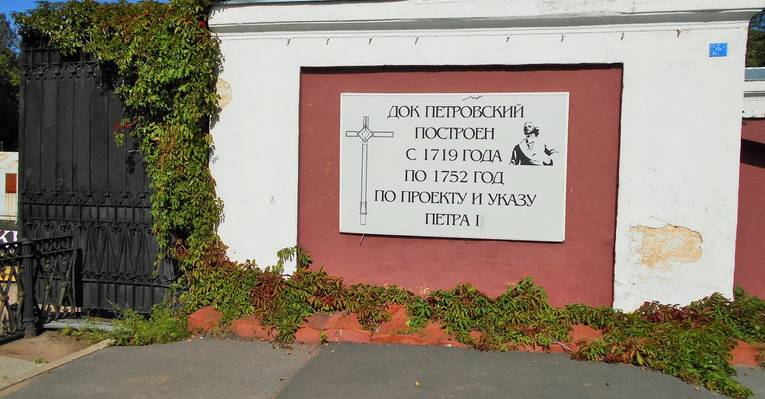 ДОК ПЕТРОВСКИЙ
ПОСТРОЕН
С 1719 ГОДА
ПО 1752 ГОД
ПО ПРОЕКТУ И УКАЗУ
ПЕТРА I